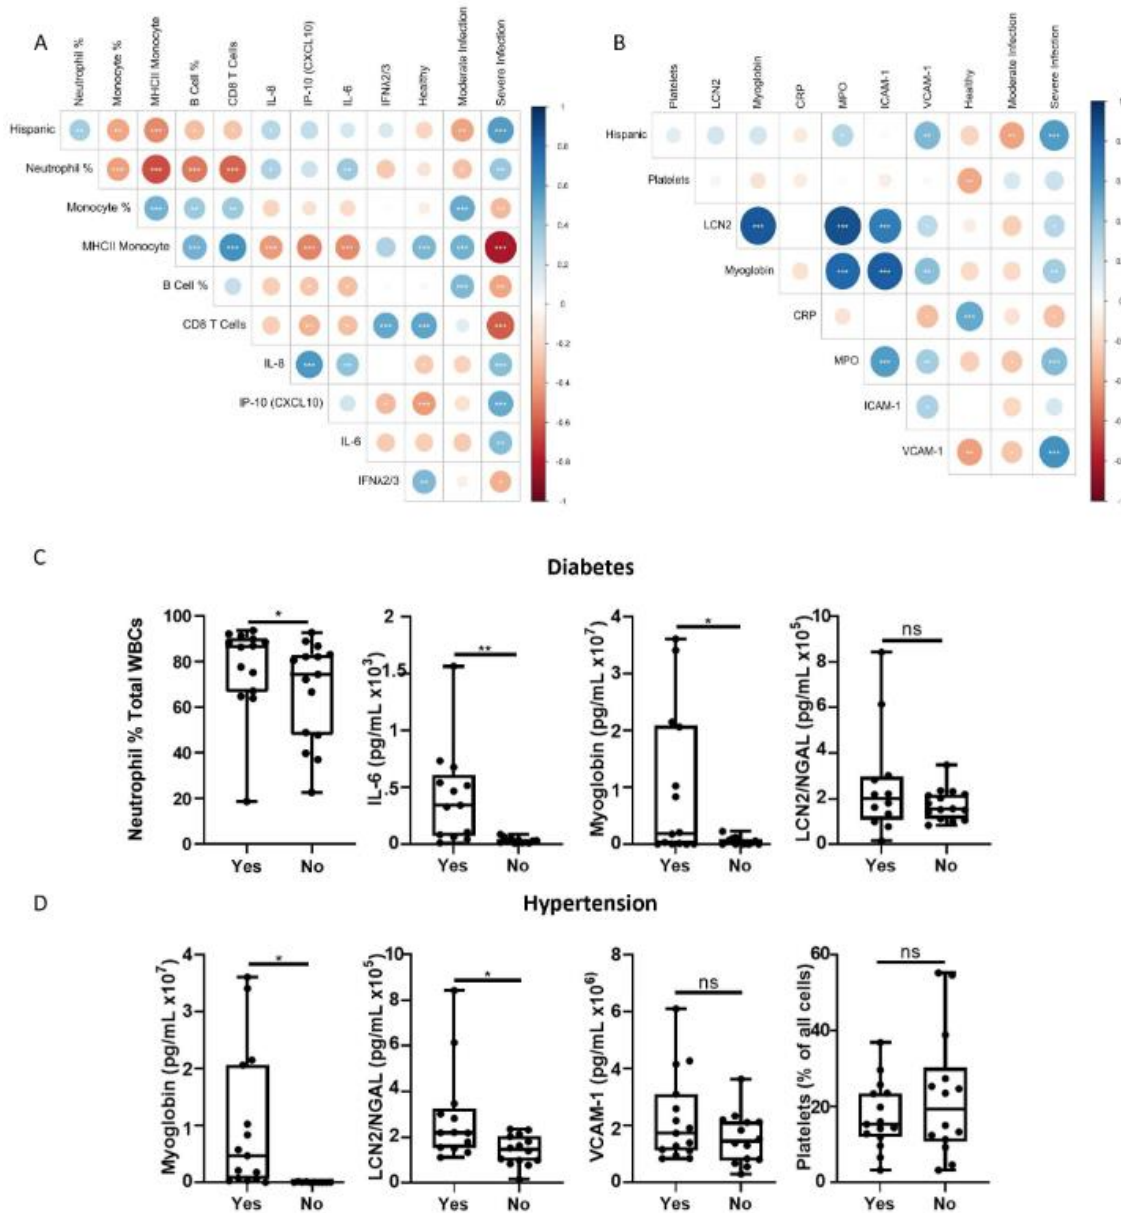 A
Neutrophil %
Monocyte %
MHCII Monocyte
B Cell %
CD8 T Cells
IL-8
IP-10 (CXCL10)
IL-6
IFNλ2/3
Healthy
Moderate Infection
Severe Infection
Hispanic
Neutrophil %
Monocyte %
MHCII Monocyte
B Cell %
CD8 T Cells
IL-8
IP-10 (CXCL10)
IL-6
IFNλ2/3
1
0.8
0.6
0.4
0.2
0
-0.2
-0.4
-0.6
-0.8
-1
B
Platelets
LCN2
Myoglobin
CRP
MPO
ICAM-1
VCAM-1
Healthy
Moderate Infection
Severe Infection
Hispanic
Platelets
LCN2
Myoglobin
CRP
MPO
ICAM-1
VCAM-1
C
Diabetes
Neutrophil % Total WBCs
100
80
60
40
20
0
*
Yes
No
IL-6 (pg/mL x10³)
2
1.5
1
.5
0
**
Yes
No
Myoglobin (pg/mL x10⁷)
4
3
2
1
0
*
Yes
No
LCN2/NGAL (pg/mL x10⁵)
10
8
6
4
2
0
ns
Yes
No
D
Hypertension
Myoglobin (pg/mL x10⁷)
4
3
2
1
0
*
Yes
No
LCN2/NGAL (pg/mL x10⁵)
10
8
6
4
2
0
*
Yes
No
VCAM-1 (pg/mL x10⁶)
8
6
4
2
0
ns
Yes
No
Platelets (% of all cells)
60
40
20
0
ns
Yes
No